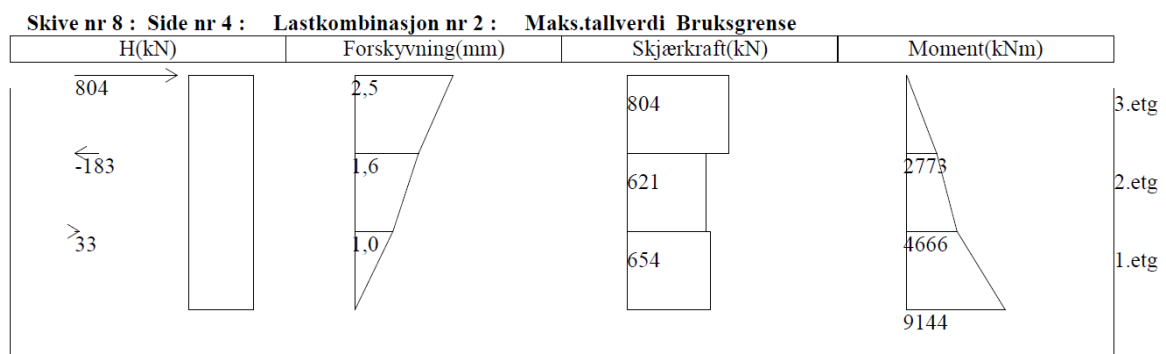 Skive nr 8 : Side nr 4 : Lastkombinasjon nr 2 : Maks.tallverdi Bruksgrense
H(kN) Forskyvning(mm) Skjærkraft(kN) Moment(kNm)
804 2,5 804 3.etg
-183 1,6 621 2773 2.etg
33 1,0 654 4666 1.etg
9144